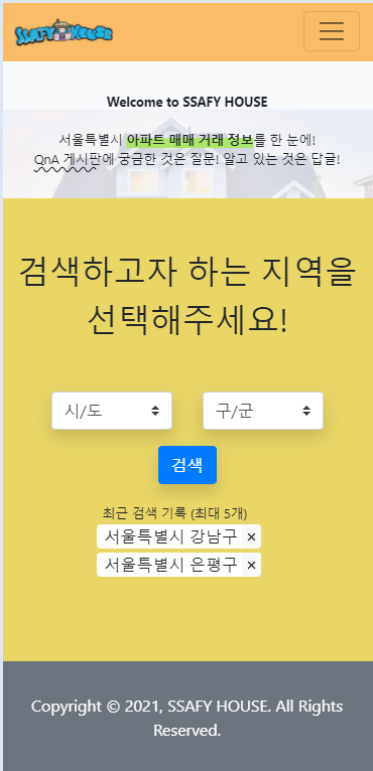 SSAFY HOUSE
Welcome to SSAFY HOUSE
서울특별시 아파트 매매 거래 정보를 한 눈에!
QnA 게시판에 궁금한 것은 질문! 알고 있는 것은 답글!
검색하고자 하는 지역을
선택해주세요!
시/도 구/군
검색
최근 검색 기록 (최대 5개)
서울특별시 강남구 ×
서울특별시 은평구 ×
Copyright © 2021, SSAFY HOUSE. All Rights
Reserved.